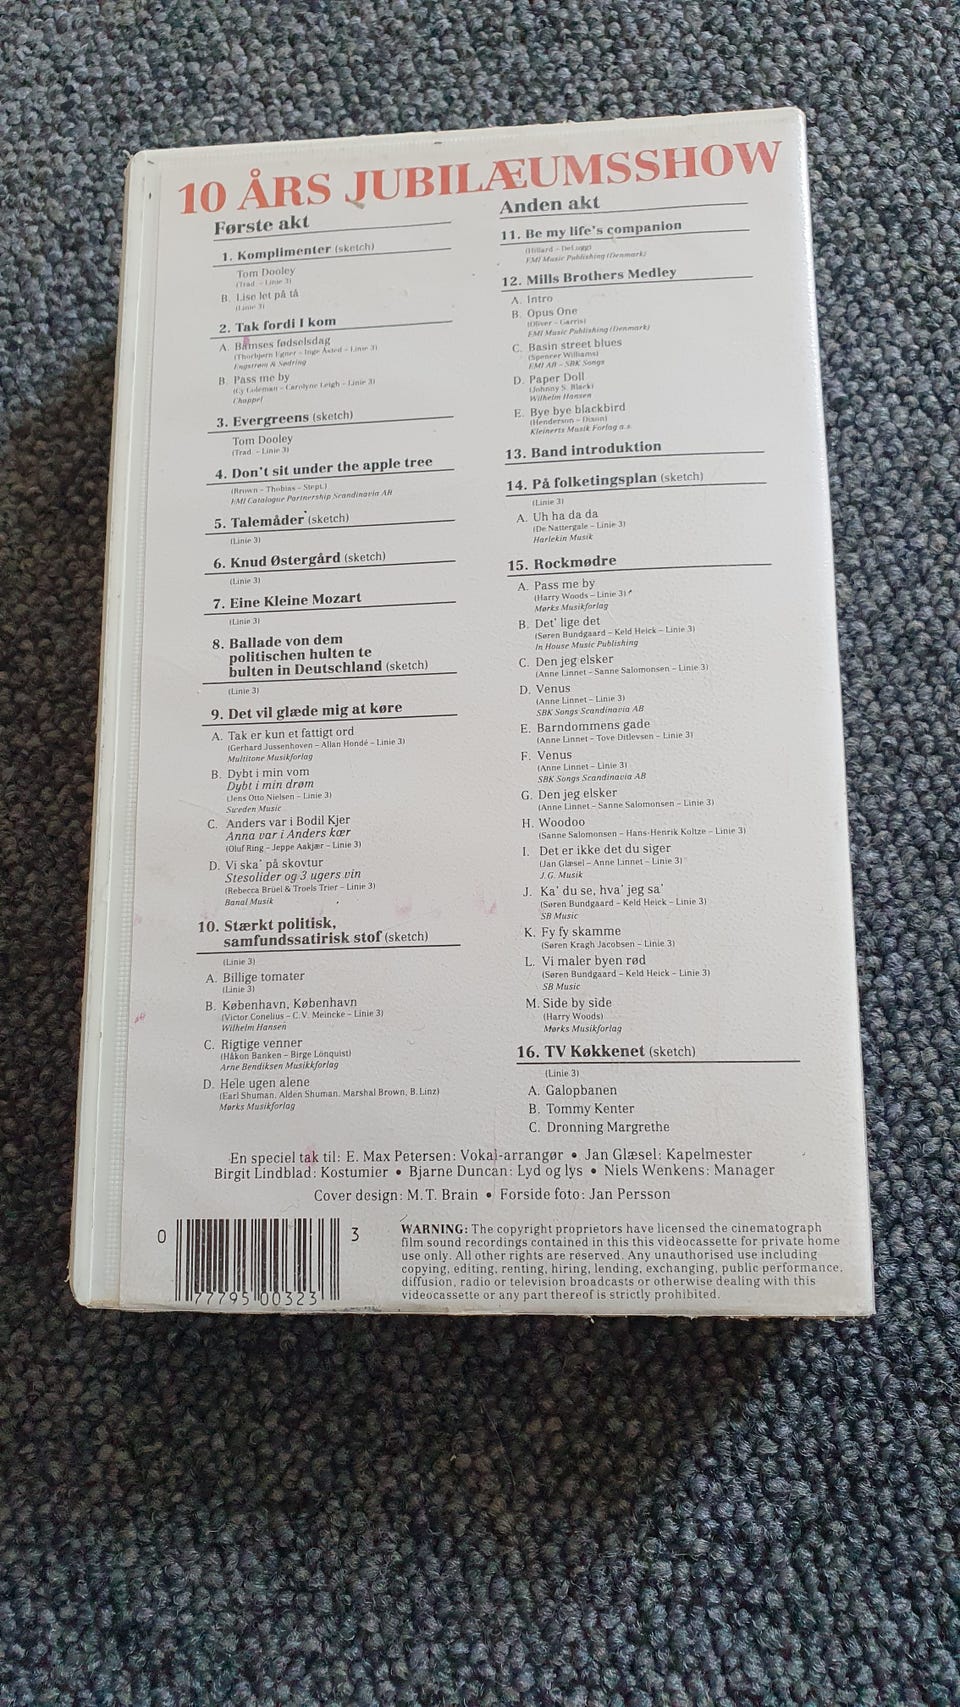 10 ÅRS JUBILÆUMSSHOW
Første akt
1. Komplimenter (sketch)
Tom Dooley
(Trad - Linie 3)
B. Lise let på tå
(Linie 3)
2. Tak fordi I kom
A. Bamses fødselsdag
(Thorbjørn Egner - Inge Åsted - Linie 3)
Engstrøm & Sødring
B. Pass me by
(Cy Coleman - Carolyne Leigh - Linie 3)
Chappel
3. Evergreens (sketch)
Tom Dooley
(Trad - Linie 3)
4. Don't sit under the apple tree
(Brown - Thobias - Stept.)
EMI Catalogue Partnership Scandinavia AB
5. Talemåder (sketch)
(Linie 3)
6. Knud Østergård (sketch)
(Linie 3)
7. Eine Kleine Mozart
(Linie 3)
8. Ballade von dem
politischen hulten te
bulten in Deutschland (sketch)
(Linie 3)
9. Det vil glæde mig at køre
A. Tak er kun et fattigt ord
(Gerhard Jussenhoven - Allan Hondé - Linie 3)
Multitone Musikforlag
B. Dybt i min vom
Dybt i min drøm
(Jens Otto Nielsen - Linie 3)
Sweden Music
C. Anders var i Bodil Kjer
Anna var i Anders kær
(Oluf Ring - Jeppe Aakjær - Linie 3)
D. Vi ska' på skovtur
Stesolider og 3 ugers vin
(Rebecca Brüel & Troels Trier - Linie 3)
Banal Musik
10. Stærkt politisk,
samfundssatirisk stof (sketch)
(Linie 3)
A. Billige tomater
(Linie 3)
B. København, København
(Victor Conelius - C.V. Meincke - Linie 3)
Wilhelm Hansen
C. Rigtige venner
(Håkon Banken - Birge Lönquist)
Arne Bendiksen Musikkforlag
D. Hele ugen alene
(Earl Shuman, Alden Shuman, Marshal Brown, B. Linz)
Mørks Musikforlag
Anden akt
11. Be my life's companion
(Hillard - DeLugg)
EMI Music Publishing (Denmark)
12. Mills Brothers Medley
A. Intro
B. Opus One
(Oliver - Garris)
EMI Music Publishing (Denmark)
C. Basin street blues
(Spencer Williams)
EMI AB - SBK Songs
D. Paper Doll
(Johnny S. Black)
Wilhelm Hansen
E. Bye bye blackbird
(Henderson - Dixon)
Kleinerts Musik Forlag a.s.
13. Band introduktion
14. På folketingsplan (sketch)
(Linie 3)
A. Uh ha da da
(De Nattergale - Linie 3)
Harlekin Musik
15. Rockmødre
A. Pass me by
(Harry Woods - Linie 3)
Mørks Musikforlag
B. Det' lige det
(Søren Bundgaard - Keld Heick - Linie 3)
In House Music Publishing
C. Den jeg elsker
(Anne Linnet - Sanne Salomonsen - Linie 3)
D. Venus
(Anne Linnet - Linie 3)
SBK Songs Scandinavia AB
E. Barndommens gade
(Anne Linnet - Tove Ditlevsen - Linie 3)
F. Venus
(Anne Linnet - Linie 3)
SBK Songs Scandinavia AB
G. Den jeg elsker
(Anne Linnet - Sanne Salomonsen - Linie 3)
H. Woodoo
(Sanne Salomonsen - Hans-Henrik Koltze - Linie 3)
I. Det er ikke det du siger
(Jan Glæsel - Anne Linnet - Linie 3)
J.G. Musik
J. Ka' du se, hva' jeg sa'
(Søren Bundgaard - Keld Heick - Linie 3)
SB Music
K. Fy fy skamme
(Søren Kragh Jacobsen - Linie 3)
L. Vi maler byen rød
(Søren Bundgaard - Keld Heick - Linie 3)
SB Music
M. Side by side
(Harry Woods)
Mørks Musikforlag
16. TV Køkkenet (sketch)
(Linie 3)
A. Galopbanen
B. Tommy Kenter
C. Dronning Margrethe
En speciel tak til: E. Max Petersen: Vokal-arrangør • Jan Glæsel: Kapelmester
Birgit Lindblad: Kostumier • Bjarne Duncan: Lyd og lys • Niels Wenkens: Manager
Cover design: M.T. Brain • Forside foto: Jan Persson
0 77795 00323 3
WARNING: The copyright proprietors have licensed the cinematograph
film sound recordings contained in this this videocassette for private home
use only. All other rights are reserved. Any unauthorised use including
copying, editing, renting, hiring, lending, exchanging, public performance,
diffusion, radio or television broadcasts or otherwise dealing with this
videocassette or any part thereof is strictly prohibited.